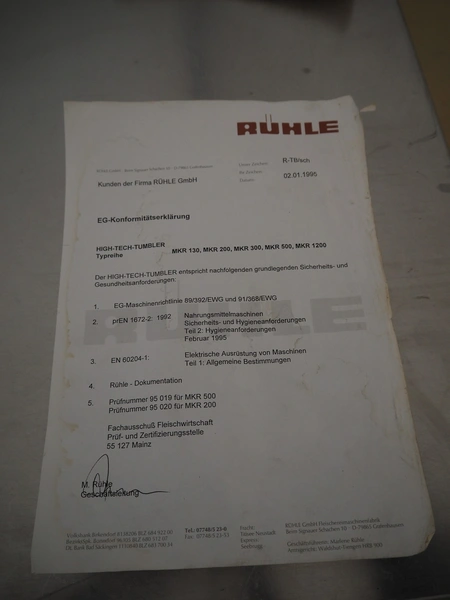 RÜHLE
R-TB/sch
Kunden der Firma RÜHLE GmbH
02.01.1995
EG-Konformitätserklärung
HIGH-TECH-TUMBLER MKR 130, MKR 200, MKR 300, MKR 500, MKR 1200
Typreihe
Der HIGH-TECH-TUMBLER entspricht nachfolgenden grundlegenden Sicherheits- und
Gesundheitsanforderungen:
1. EG-Maschinenrichtlinie 89/392/EWG und 91/368/EWG
2. prEN 1672-2: 1992 Nahrungsmittelmaschinen
Sicherheits- und Hygieneanforderungen
Teil 2: Hygieneanforderungen
Februar 1995
RÜHLE
3. EN 60204-1: Elektrische Ausrüstung von Maschinen
Teil 1: Allgemeine Bestimmungen
4. Rühle - Dokumentation
5. Prüfnummer 95 019 für MKR 500
Prüfnummer 95 020 für MKR 200
Fachausschuß Fleischwirtschaft
Prüf- und Zertifizierungsstelle
55 127 Mainz
M. Rühle
Geschäftsleitung